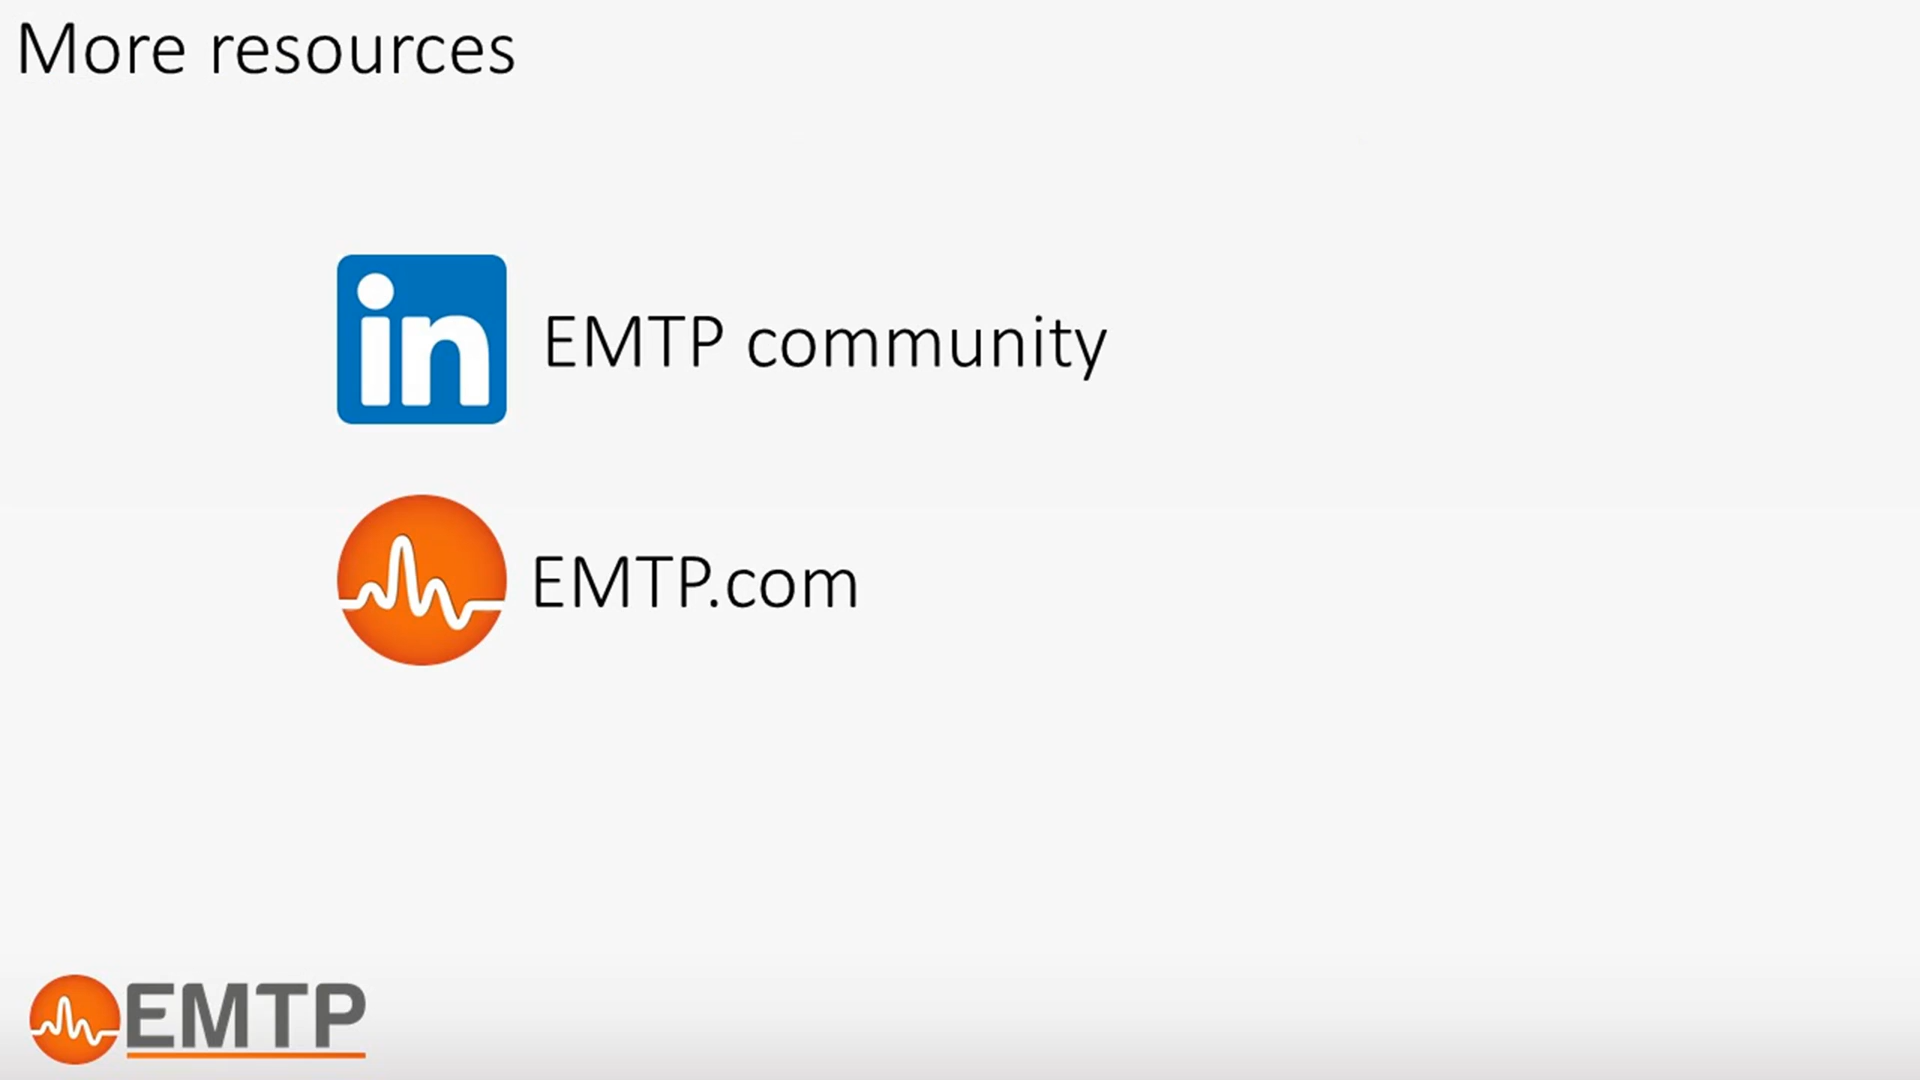 More resources
in
EMTP community
EMTP.com
EMTP